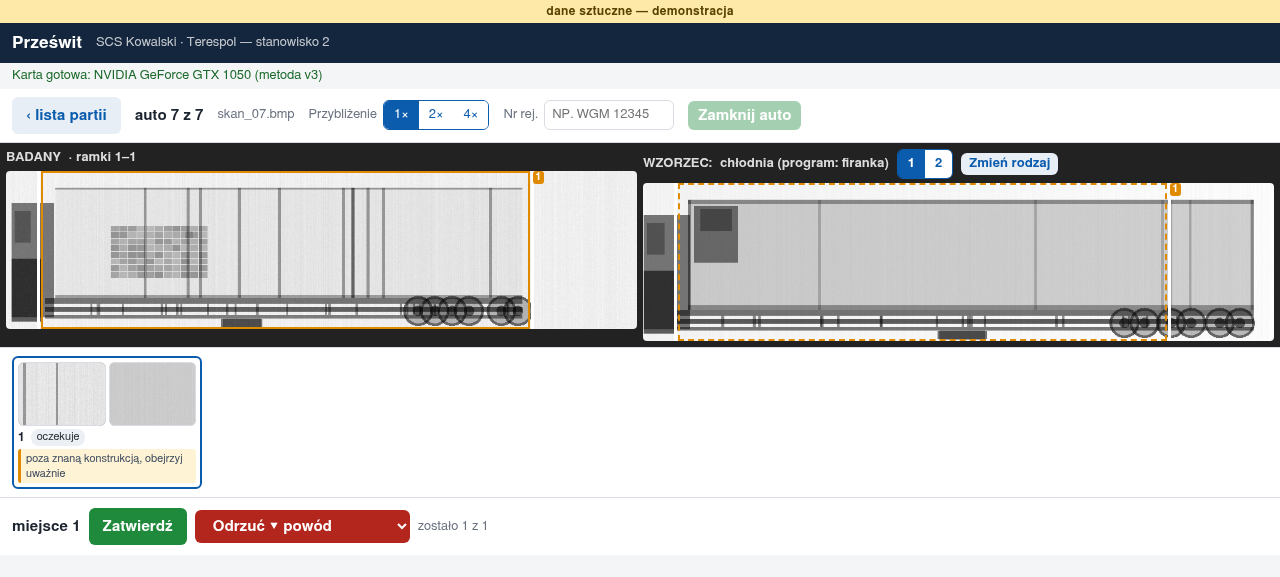 dane sztuczne — demonstracja
Prześwit SCS Kowalski · Terespol — stanowisko 2
Karta gotowa: NVIDIA GeForce GTX 1050 (metoda v3)
‹ lista partii auto 7 z 7 skan_07.bmp Przybliżenie 1× 2× 4× Nr rej. NP. WGM 12345 Zamknij auto
BADANY · ramki 1–1
1
WZORZEC: chłodnia (program: firanka) 1 2 Zmień rodzaj
1
1 oczekuje
poza znaną konstrukcją, obejrzyj
uważnie
miejsce 1 Zatwierdź Odrzuć ▾ powód zostało 1 z 1